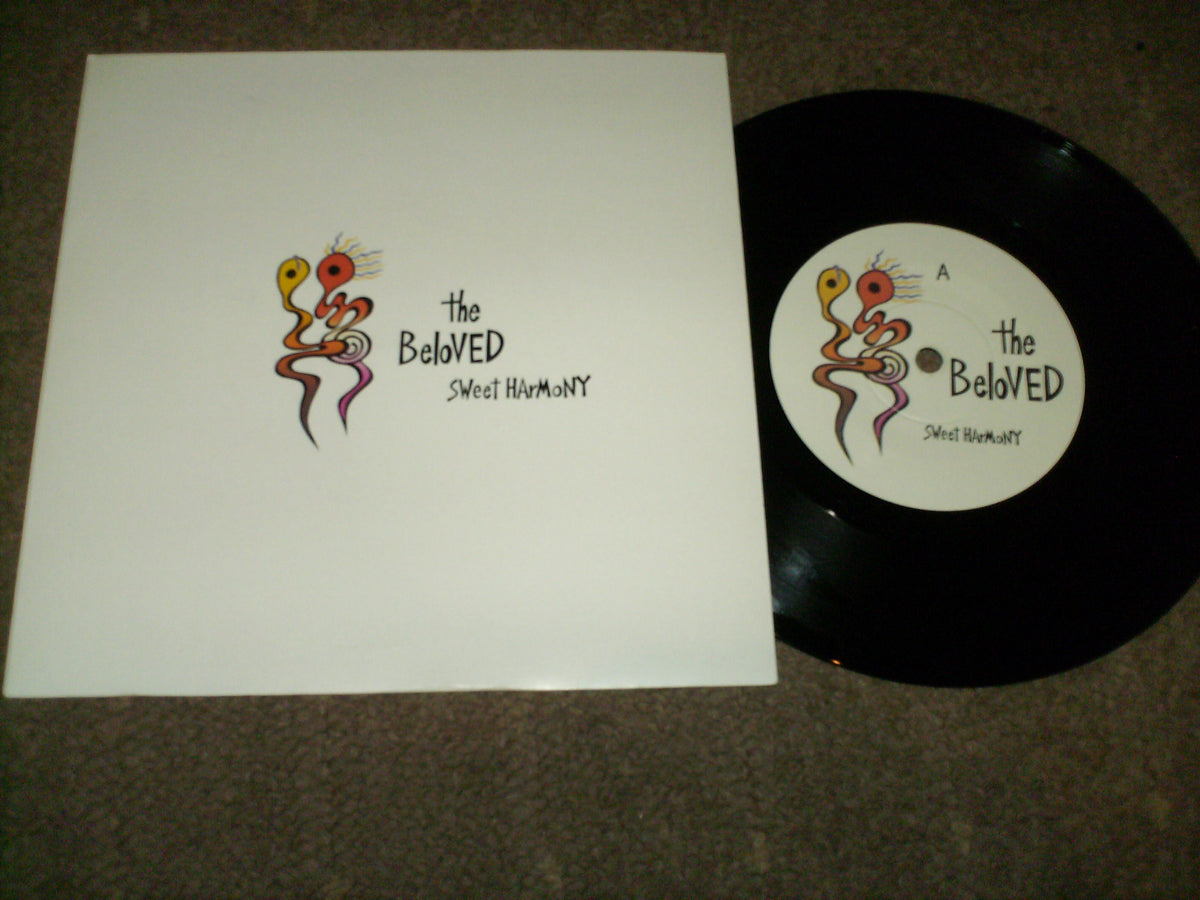 the
BeloVED
SWeet HArMoNY
A
the
BeloVED
SWeet HArMoNY